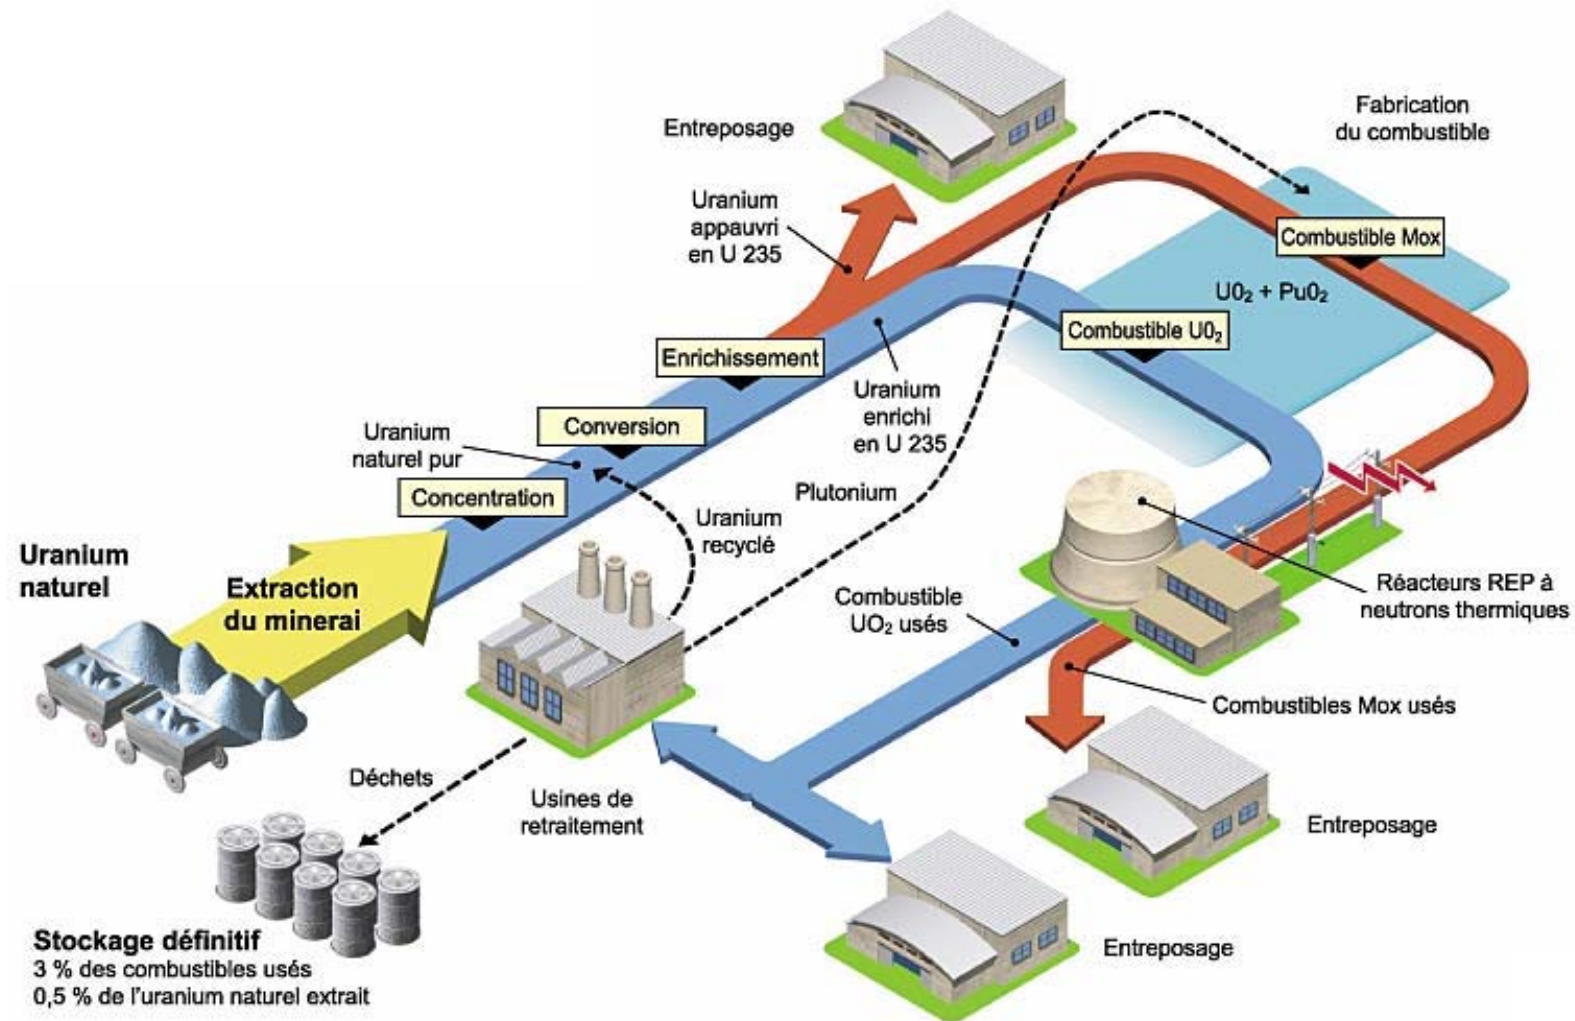 Entreposage
Fabrication
du combustible
Uranium
appauvri
en U 235
Combustible Mox
U0₂ + Pu0₂
Combustible U0₂
Enrichissement
Uranium
enrichi
en U 235
Conversion
Uranium
naturel pur
Concentration
Plutonium
Uranium
recyclé
Uranium
naturel
Extraction
du minerai
Réacteurs REP à
neutrons thermiques
Combustible
UO₂ usés
Combustibles Mox usés
Déchets
Usines de
retraitement
Entreposage
Entreposage
Stockage définitif
3 % des combustibles usés
0,5 % de l'uranium naturel extrait